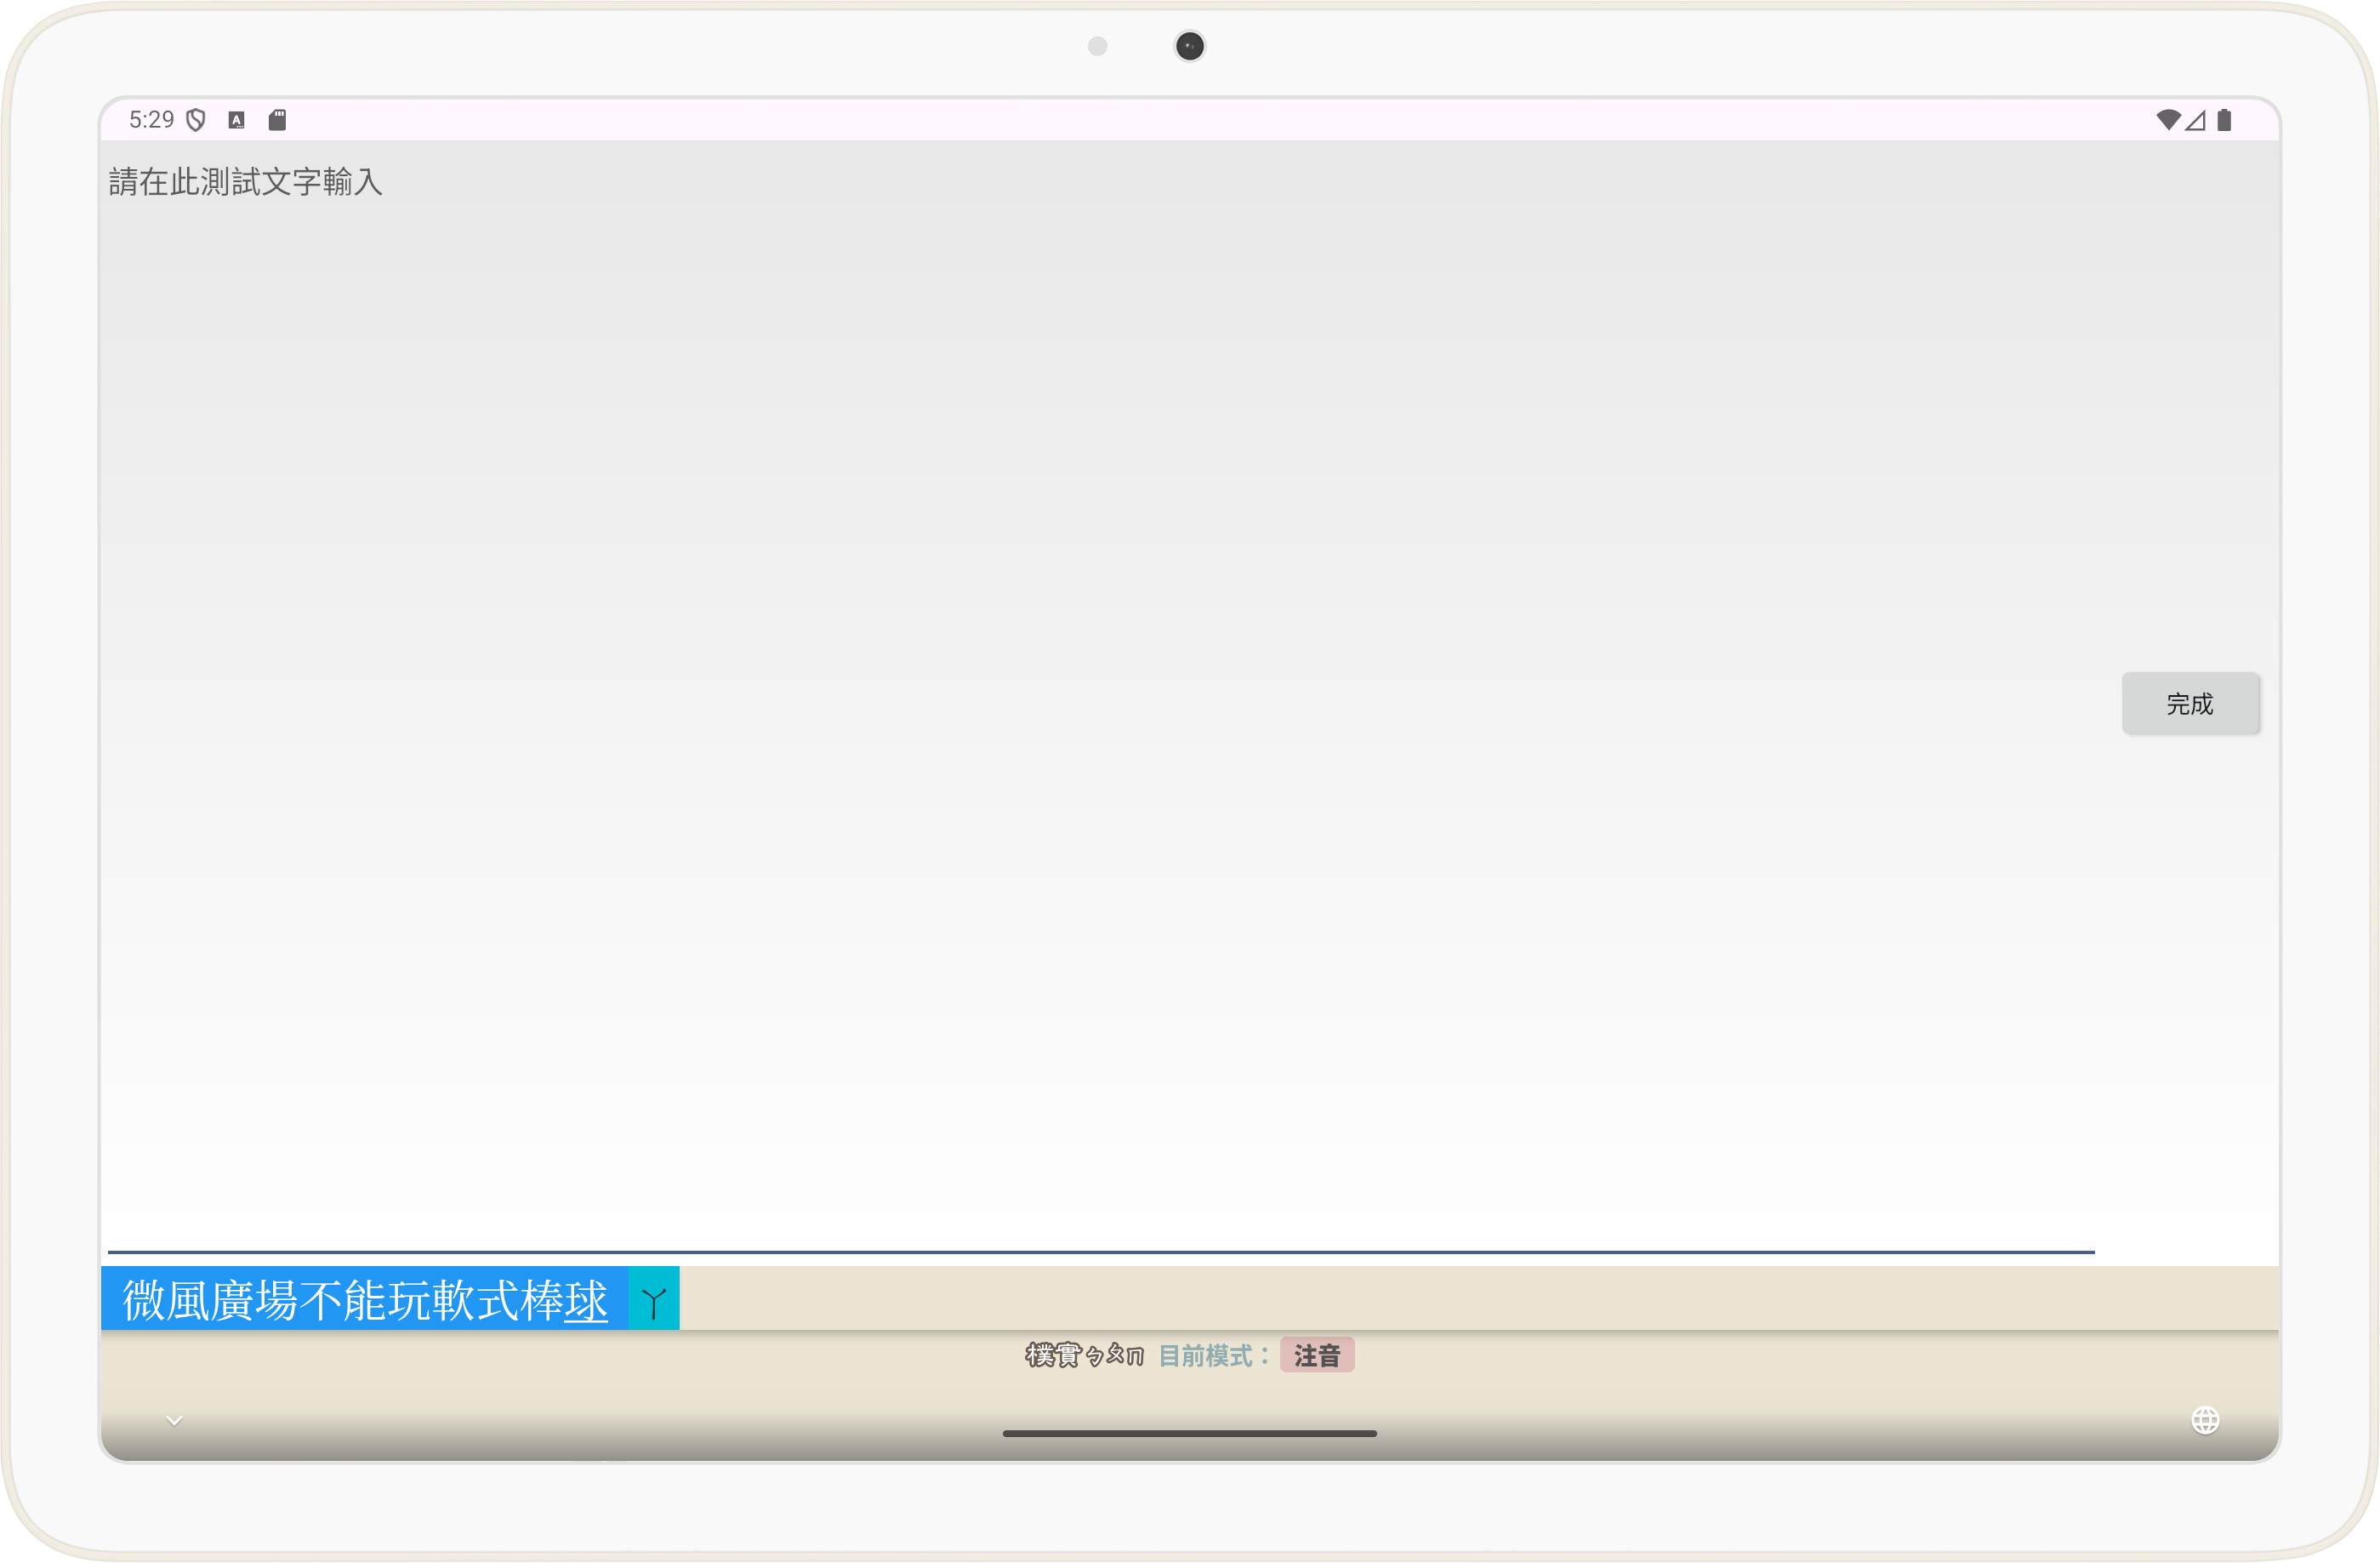 5:29
請在此測試文字輸入
完成
微風廣場不能玩軟式棒球ㄚ
樸實ㄅㄆㄇ 目前模式：注音